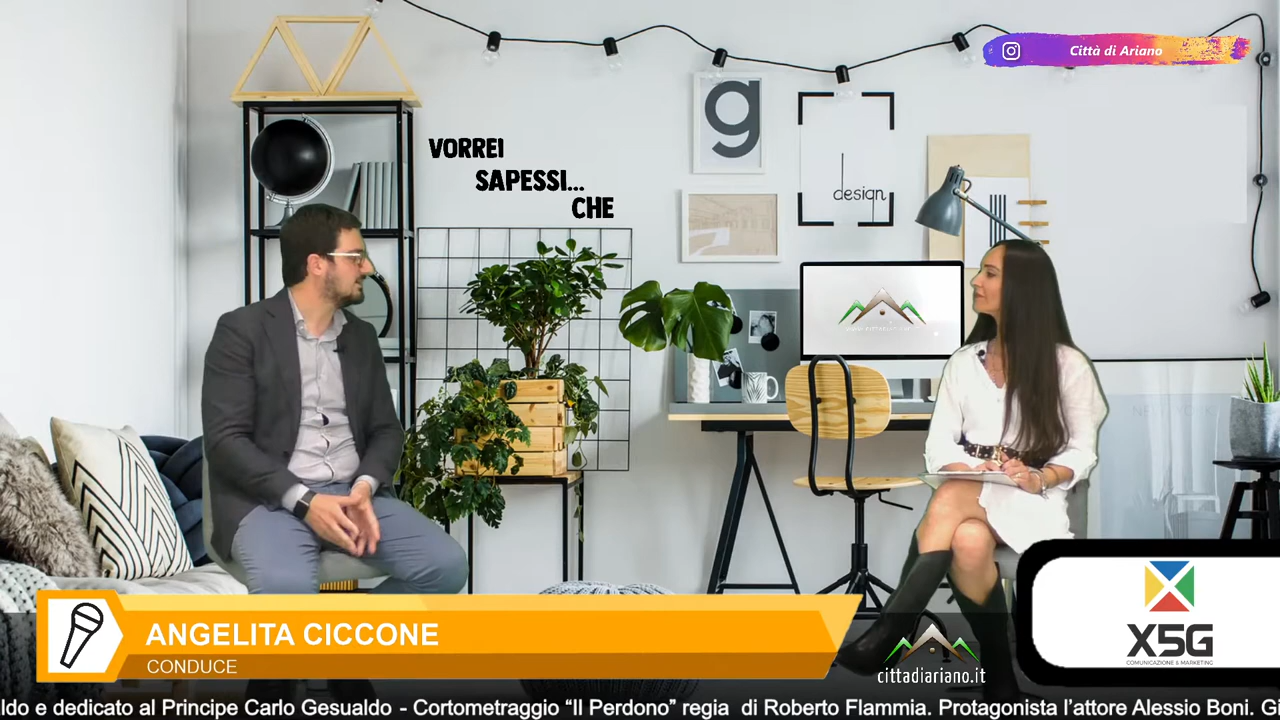 Città di Ariano
g
VORREI
SAPESSI...
CHE
design
ANGELITA CICCONE
CONDUCE
cittadiariano.it
X5G
COMUNICAZIONE & MARKETING
ldo e dedicato al Principe Carlo Gesualdo - Cortometraggio “Il Perdono” regia di Roberto Flammia. Protagonista l’attore Alessio Boni. Gi